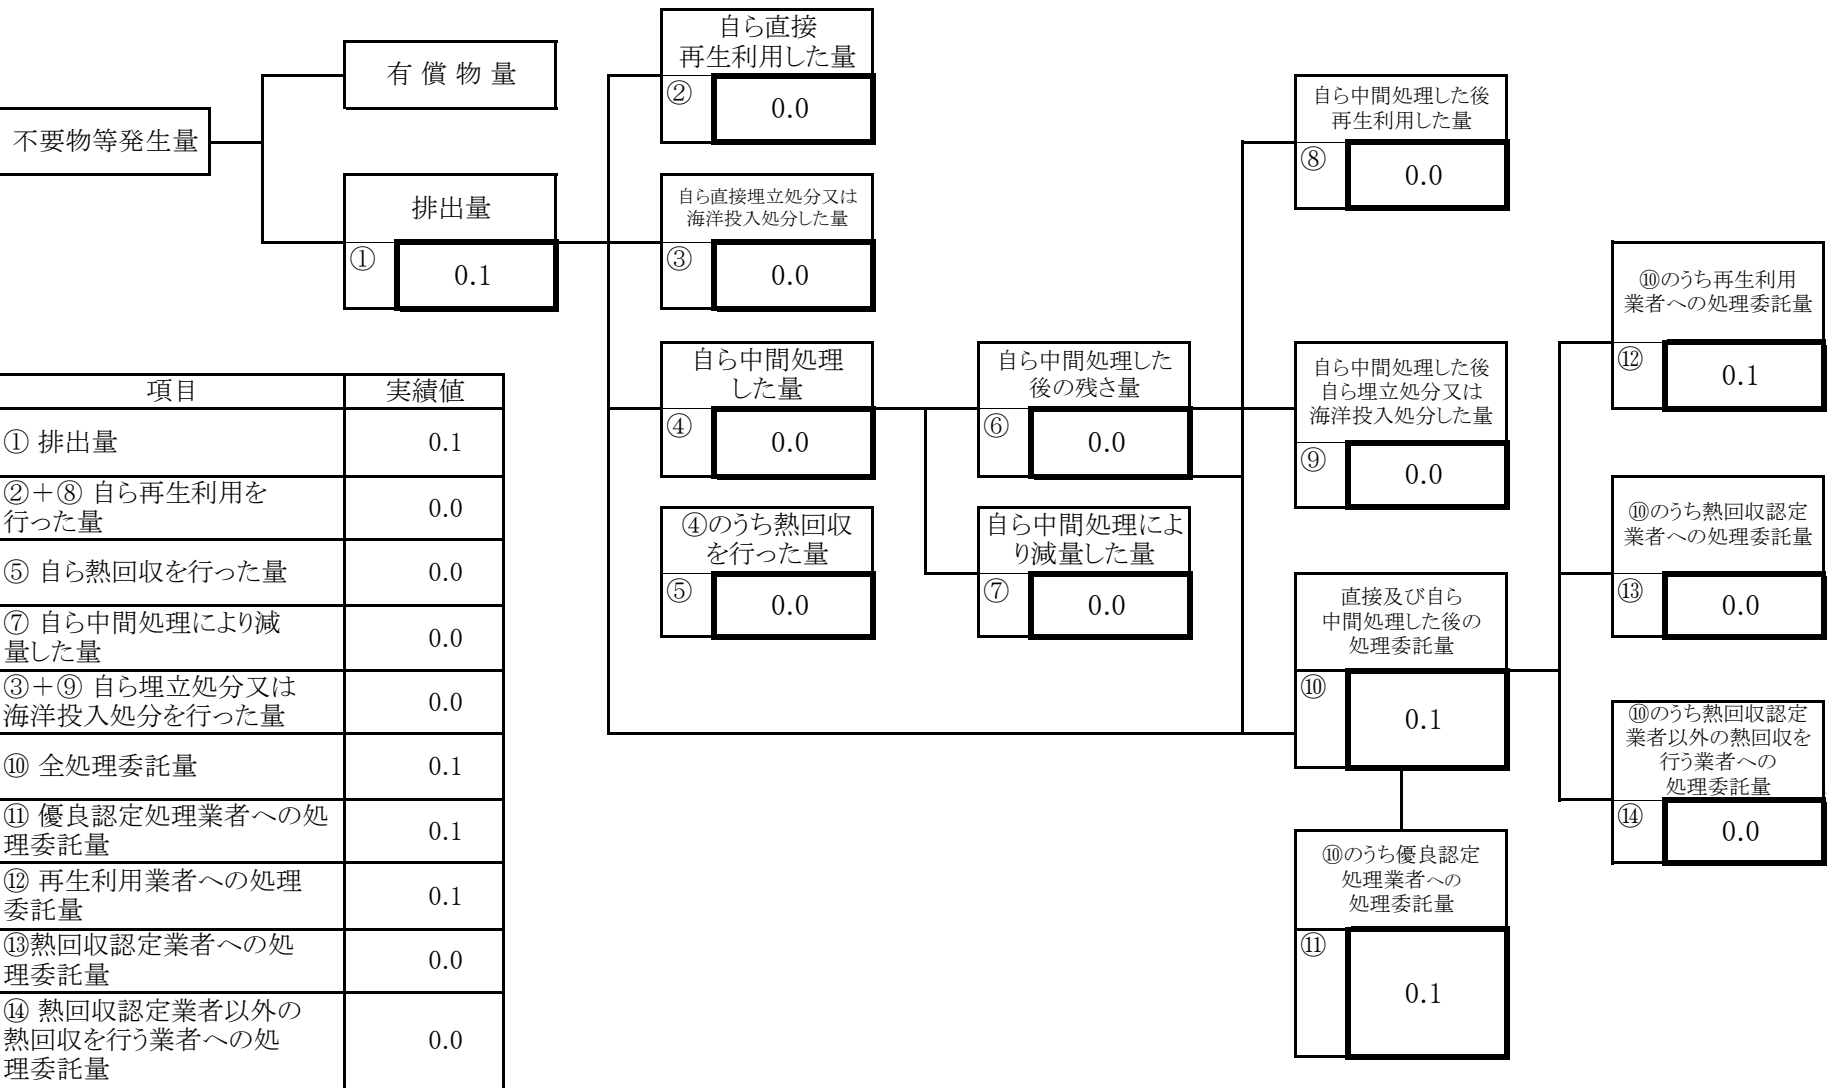 不要物等発生量
有 償 物 量
排出量
①
0.1
自ら直接
再生利用した量
②
0.0
自ら直接埋立処分又は
海洋投入処分した量
③
0.0
自ら中間処理
した量
④
0.0
④のうち熱回収
を行った量
⑤
0.0
自ら中間処理した
後の残さ量
⑥
0.0
自ら中間処理によ
り減量した量
⑦
0.0
自ら中間処理した後
再生利用した量
⑧
0.0
自ら中間処理した後
自ら埋立処分又は
海洋投入処分した量
⑨
0.0
直接及び自ら
中間処理した後の
処理委託量
⑩
0.1
⑩のうち優良認定
処理業者への
処理委託量
⑪
0.1
⑩のうち再生利用
業者への処理委託量
⑫
0.1
⑩のうち熱回収認定
業者への処理委託量
⑬
0.0
⑩のうち熱回収認定
業者以外の熱回収を
行う業者への
処理委託量
⑭
0.0
項目 実績値
① 排出量 0.1
②＋⑧ 自ら再生利用を
行った量 0.0
⑤ 自ら熱回収を行った量 0.0
⑦ 自ら中間処理により減
量した量 0.0
③＋⑨ 自ら埋立処分又は
海洋投入処分を行った量 0.0
⑩ 全処理委託量 0.1
⑪ 優良認定処理業者への処
理委託量 0.1
⑫ 再生利用業者への処理
委託量 0.1
⑬熱回収認定業者への処
理委託量 0.0
⑭ 熱回収認定業者以外の
熱回収を行う業者への処
理委託量 0.0